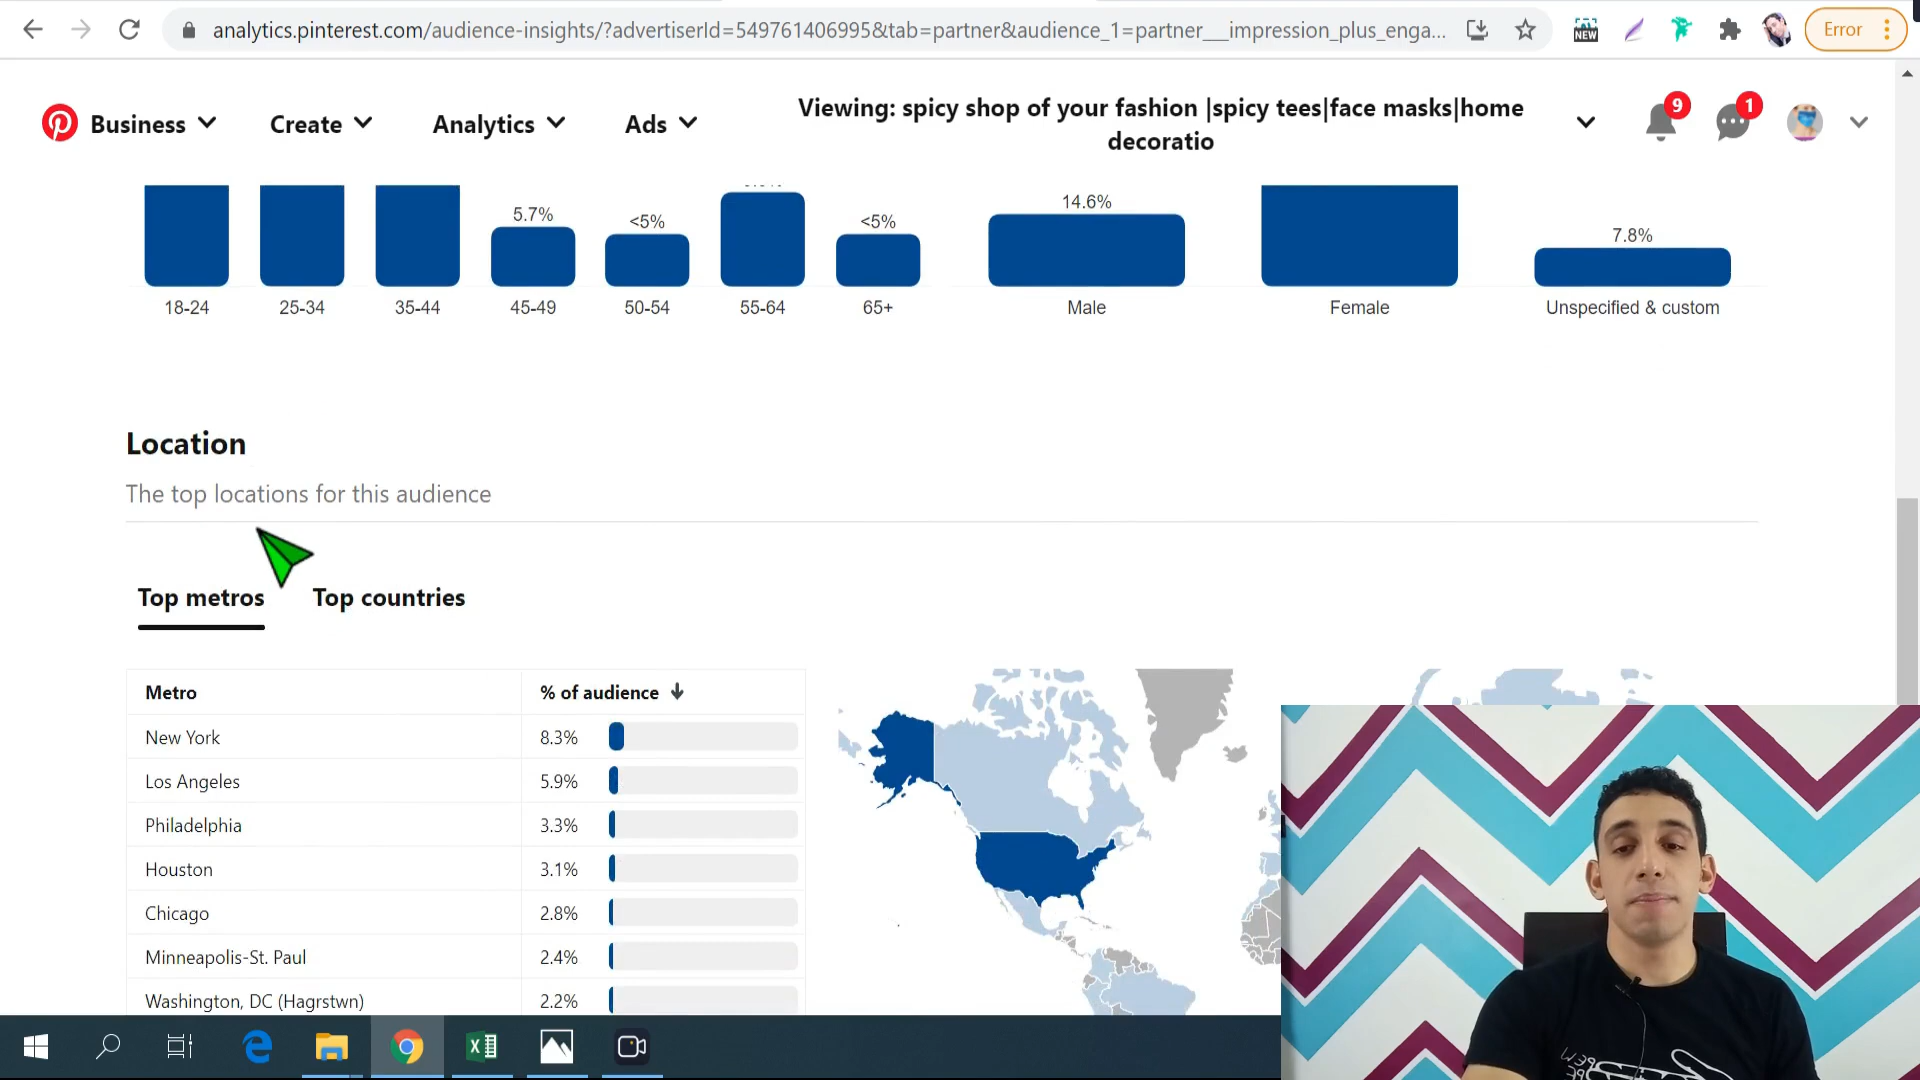 analytics.pinterest.com/audience-insights/?advertiserId=549761406995&tab=partner&audience_1=partner___impression_plus_enga...
NEW
Error
Business
Create
Analytics
Ads
Viewing: spicy shop of your fashion |spicy tees|face masks|home
decoratio
9
1
5.7%
<5%
<5%
14.6%
7.8%
18-24
25-34
35-44
45-49
50-54
55-64
65+
Male
Female
Unspecified & custom
Location
The top locations for this audience
Top metros
Top countries
Metro
% of audience
New York
8.3%
Los Angeles
5.9%
Philadelphia
3.3%
Houston
3.1%
Chicago
2.8%
Minneapolis-St. Paul
2.4%
Washington, DC (Hagrstwn)
2.2%